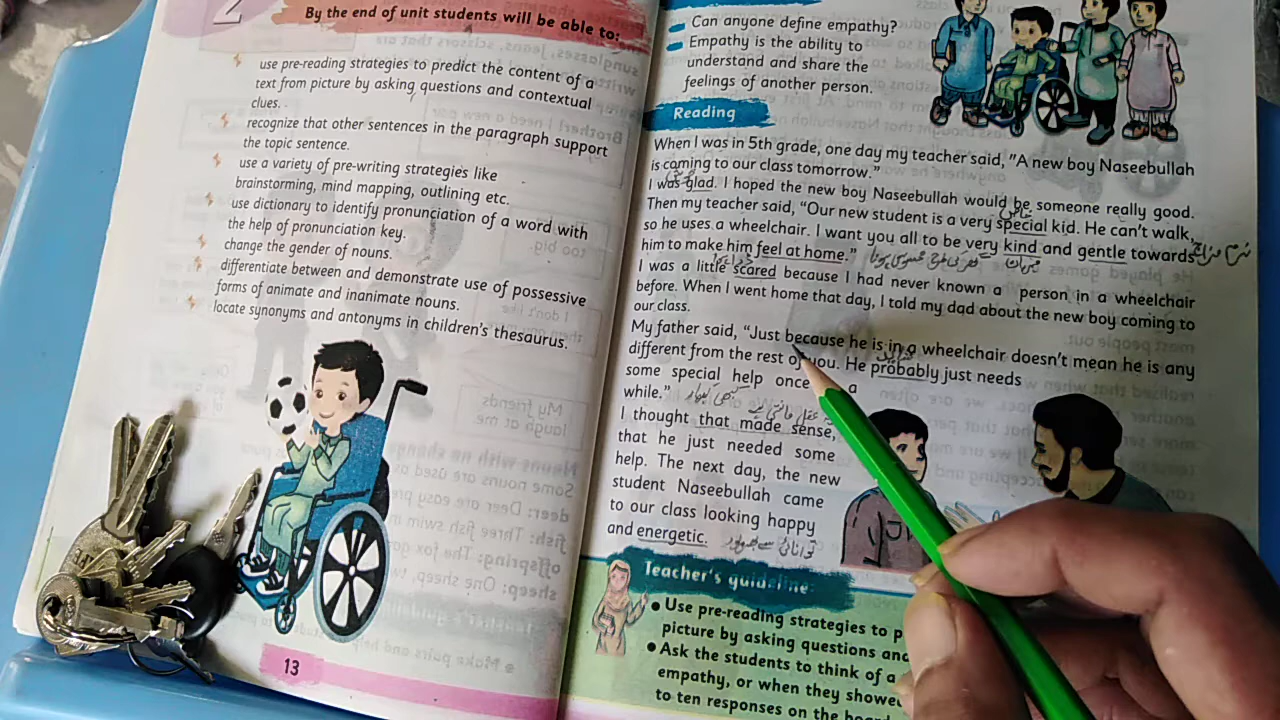 2
By the end of unit students will be able to:
use pre-reading strategies to predict the content of a
text from picture by asking questions and contextual
clues.
recognize that other sentences in the paragraph support
the topic sentence.
use a variety of pre-writing strategies like
brainstorming, mind mapping, outlining etc.
use dictionary to identify pronunciation of a word with
the help of pronunciation key.
change the gender of nouns.
differentiate between and demonstrate use of possessive
forms of animate and inanimate nouns.
locate synonyms and antonyms in children's thesaurus.
13
Can anyone define empathy?
Empathy is the ability to
understand and share the
feelings of another person.
Reading
When I was in 5th grade, one day my teacher said, "A new boy Naseebullah
is coming to our class tomorrow."
I was glad. I hoped the new boy Naseebullah would be someone really good.
Then my teacher said, "Our new student is a very special kid. He can't walk,
so he uses a wheelchair. I want you all to be very kind and gentle towards
him to make him feel at home."
I was a little scared because I had never known a person in a wheelchair
before. When I went home that day, I told my dad about the new boy coming to
our class.
My father said, "Just because he is in a wheelchair doesn't mean he is any
different from the rest of you. He probably just needs
some special help once a
while."
I thought that made sense,
that he just needed some
help. The next day, the new
student Naseebullah came
to our class looking happy
and energetic.
Teacher's guideline:
Use pre-reading strategies to
picture by asking questions and
Ask the students to think of a
empathy, or when they showe
to ten responses on the